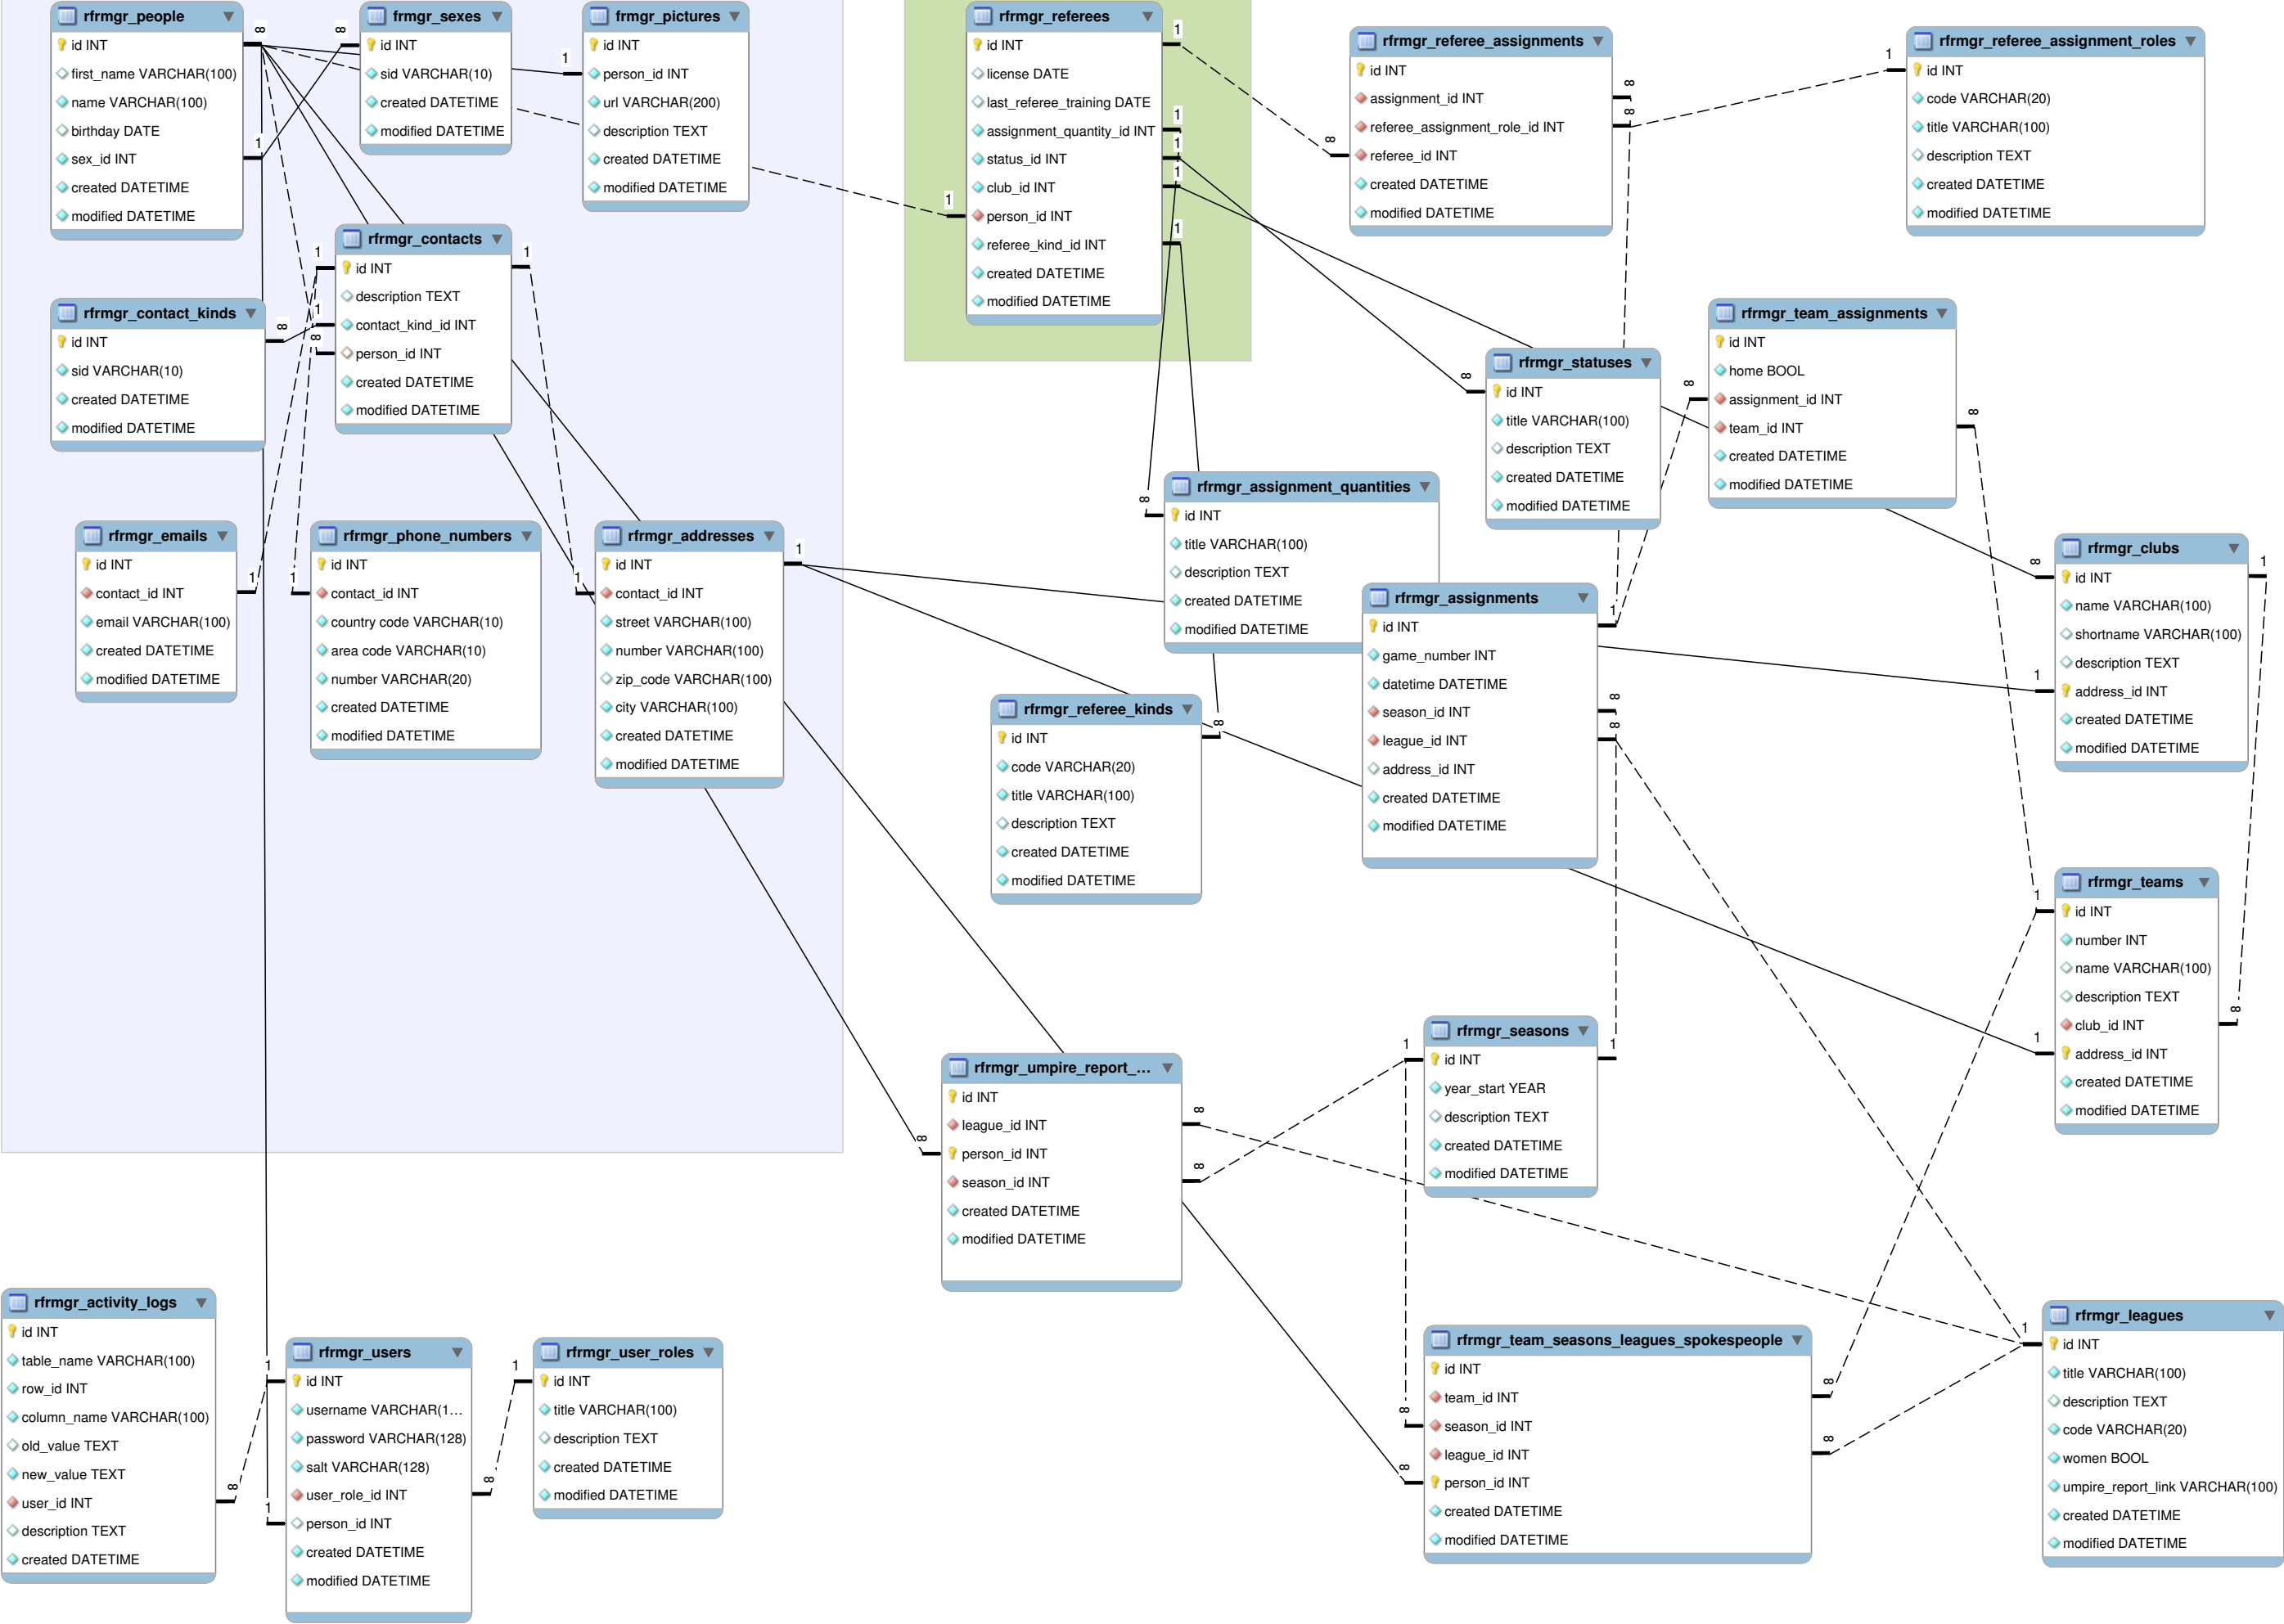 rfrmgr_people
id INT
first_name VARCHAR(100)
name VARCHAR(100)
birthday DATE
sex_id INT
created DATETIME
modified DATETIME
frmgr_sexes
id INT
sid VARCHAR(10)
created DATETIME
modified DATETIME
frmgr_pictures
id INT
person_id INT
url VARCHAR(200)
description TEXT
created DATETIME
modified DATETIME
rfrmgr_referees
id INT
license DATE
last_referee_training DATE
assignment_quantity_id INT
status_id INT
club_id INT
person_id INT
referee_kind_id INT
created DATETIME
modified DATETIME
rfrmgr_referee_assignments
id INT
assignment_id INT
referee_assignment_role_id INT
referee_id INT
created DATETIME
modified DATETIME
rfrmgr_referee_assignment_roles
id INT
code VARCHAR(20)
title VARCHAR(100)
description TEXT
created DATETIME
modified DATETIME
rfrmgr_contacts
id INT
description TEXT
contact_kind_id INT
person_id INT
created DATETIME
modified DATETIME
rfrmgr_contact_kinds
id INT
sid VARCHAR(10)
created DATETIME
modified DATETIME
rfrmgr_team_assignments
id INT
home BOOL
assignment_id INT
team_id INT
created DATETIME
modified DATETIME
rfrmgr_statuses
id INT
title VARCHAR(100)
description TEXT
created DATETIME
modified DATETIME
rfrmgr_assignment_quantities
id INT
title VARCHAR(100)
description TEXT
created DATETIME
modified DATETIME
rfrmgr_emails
id INT
contact_id INT
email VARCHAR(100)
created DATETIME
modified DATETIME
rfrmgr_phone_numbers
id INT
contact_id INT
country code VARCHAR(10)
area code VARCHAR(10)
number VARCHAR(20)
created DATETIME
modified DATETIME
rfrmgr_addresses
id INT
contact_id INT
street VARCHAR(100)
number VARCHAR(100)
zip_code VARCHAR(100)
city VARCHAR(100)
created DATETIME
modified DATETIME
rfrmgr_clubs
id INT
name VARCHAR(100)
shortname VARCHAR(100)
description TEXT
address_id INT
created DATETIME
modified DATETIME
rfrmgr_assignments
id INT
game_number INT
datetime DATETIME
season_id INT
league_id INT
address_id INT
created DATETIME
modified DATETIME
rfrmgr_referee_kinds
id INT
code VARCHAR(20)
title VARCHAR(100)
description TEXT
created DATETIME
modified DATETIME
rfrmgr_teams
id INT
number INT
name VARCHAR(100)
description TEXT
club_id INT
address_id INT
created DATETIME
modified DATETIME
rfrmgr_seasons
id INT
year_start YEAR
description TEXT
created DATETIME
modified DATETIME
rfrmgr_umpire_report_...
id INT
league_id INT
person_id INT
season_id INT
created DATETIME
modified DATETIME
rfrmgr_activity_logs
id INT
table_name VARCHAR(100)
row_id INT
column_name VARCHAR(100)
old_value TEXT
new_value TEXT
user_id INT
description TEXT
created DATETIME
rfrmgr_users
id INT
username VARCHAR(1...
password VARCHAR(128)
salt VARCHAR(128)
user_role_id INT
person_id INT
created DATETIME
modified DATETIME
rfrmgr_user_roles
id INT
title VARCHAR(100)
description TEXT
created DATETIME
modified DATETIME
rfrmgr_team_seasons_leagues_spokespeople
id INT
team_id INT
season_id INT
league_id INT
person_id INT
created DATETIME
modified DATETIME
rfrmgr_leagues
id INT
title VARCHAR(100)
description TEXT
code VARCHAR(20)
women BOOL
umpire_report_link VARCHAR(100)
created DATETIME
modified DATETIME